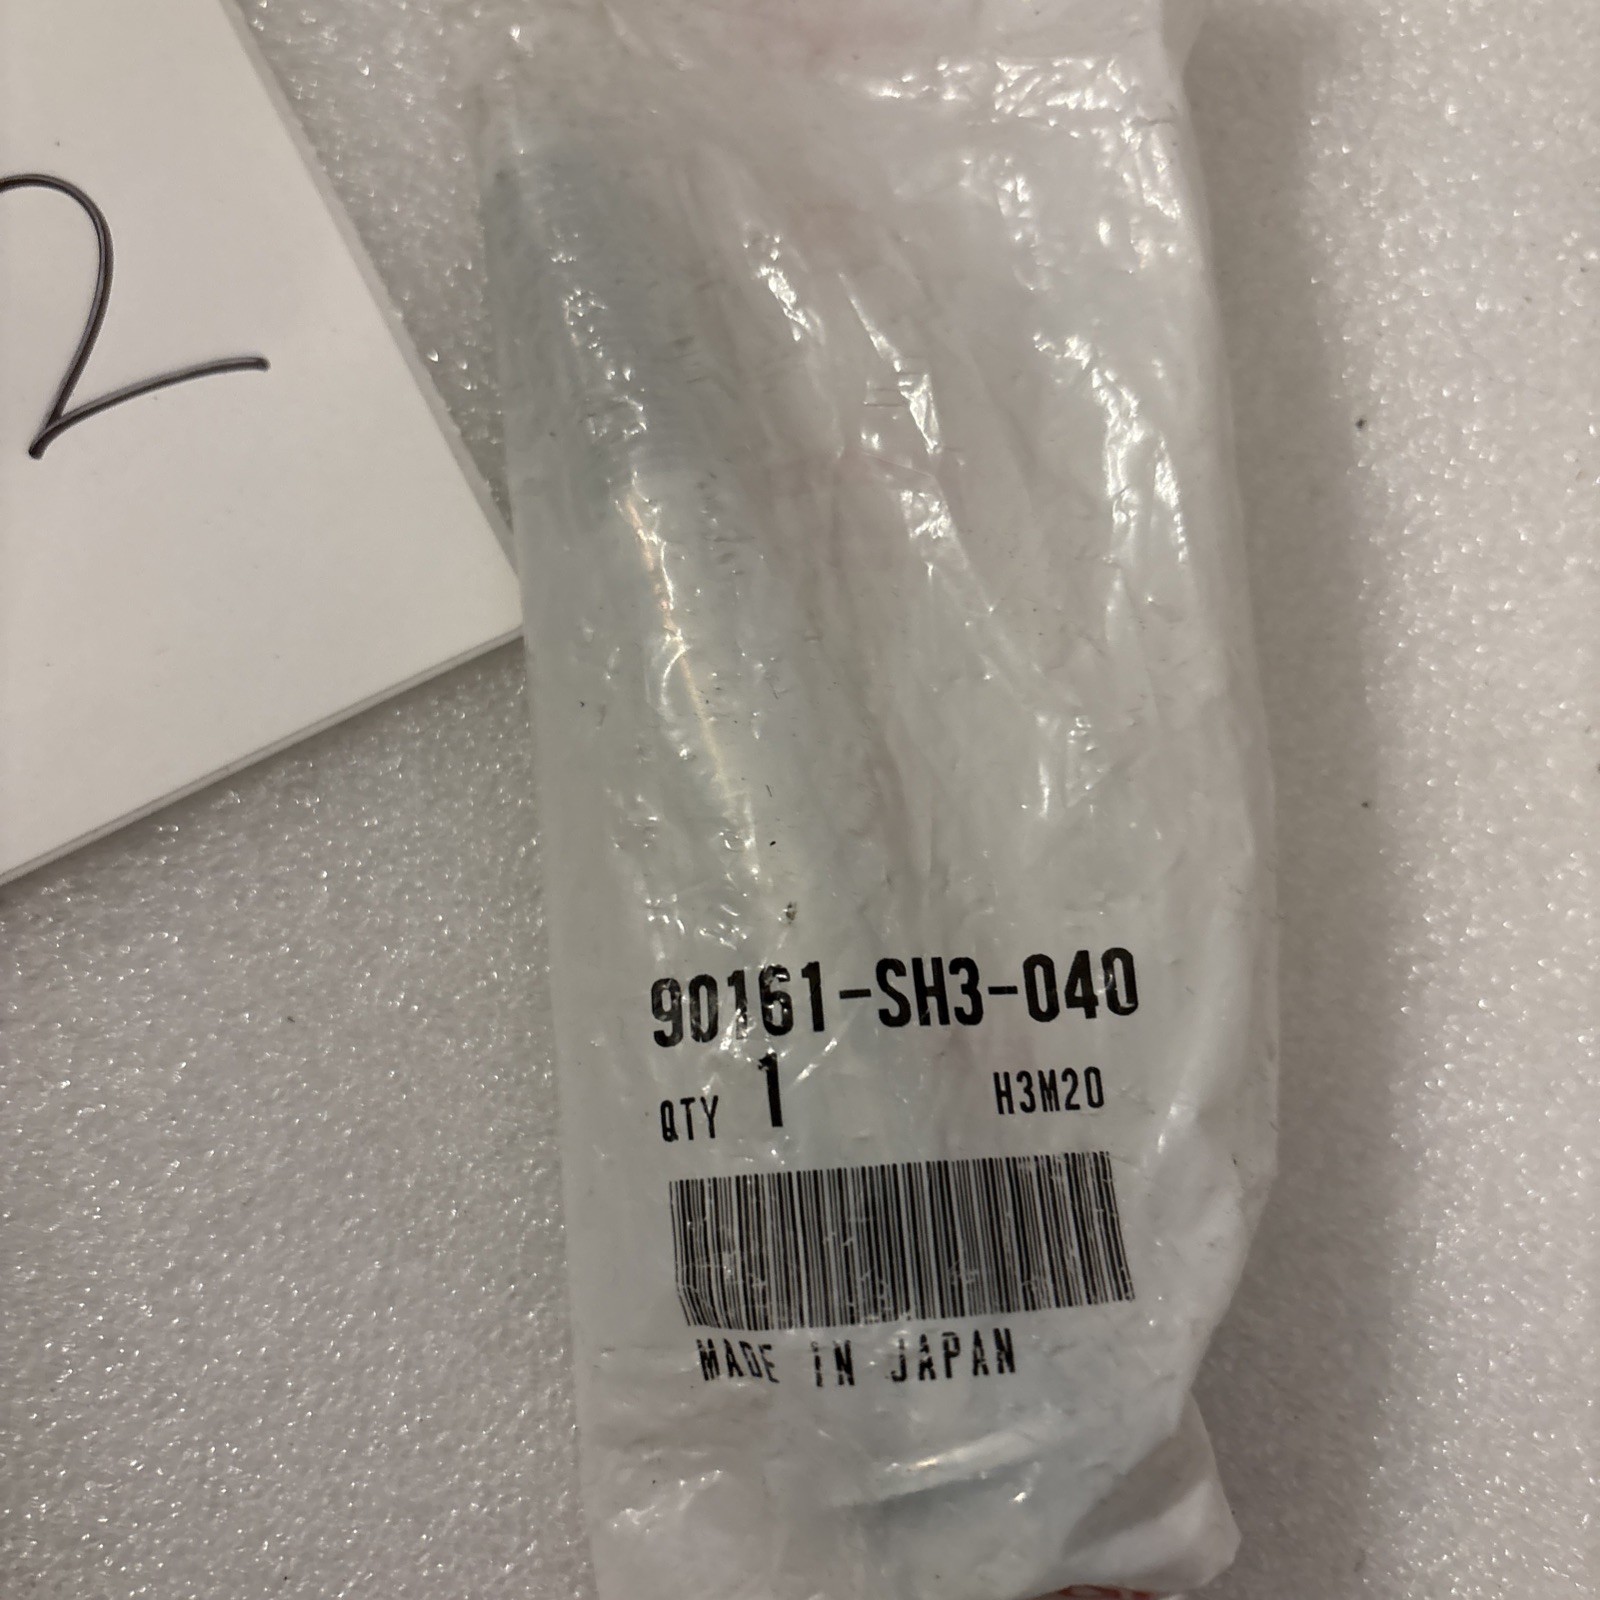 2
90161-SH3-040
QTY 1 H3M20
MADE IN JAPAN